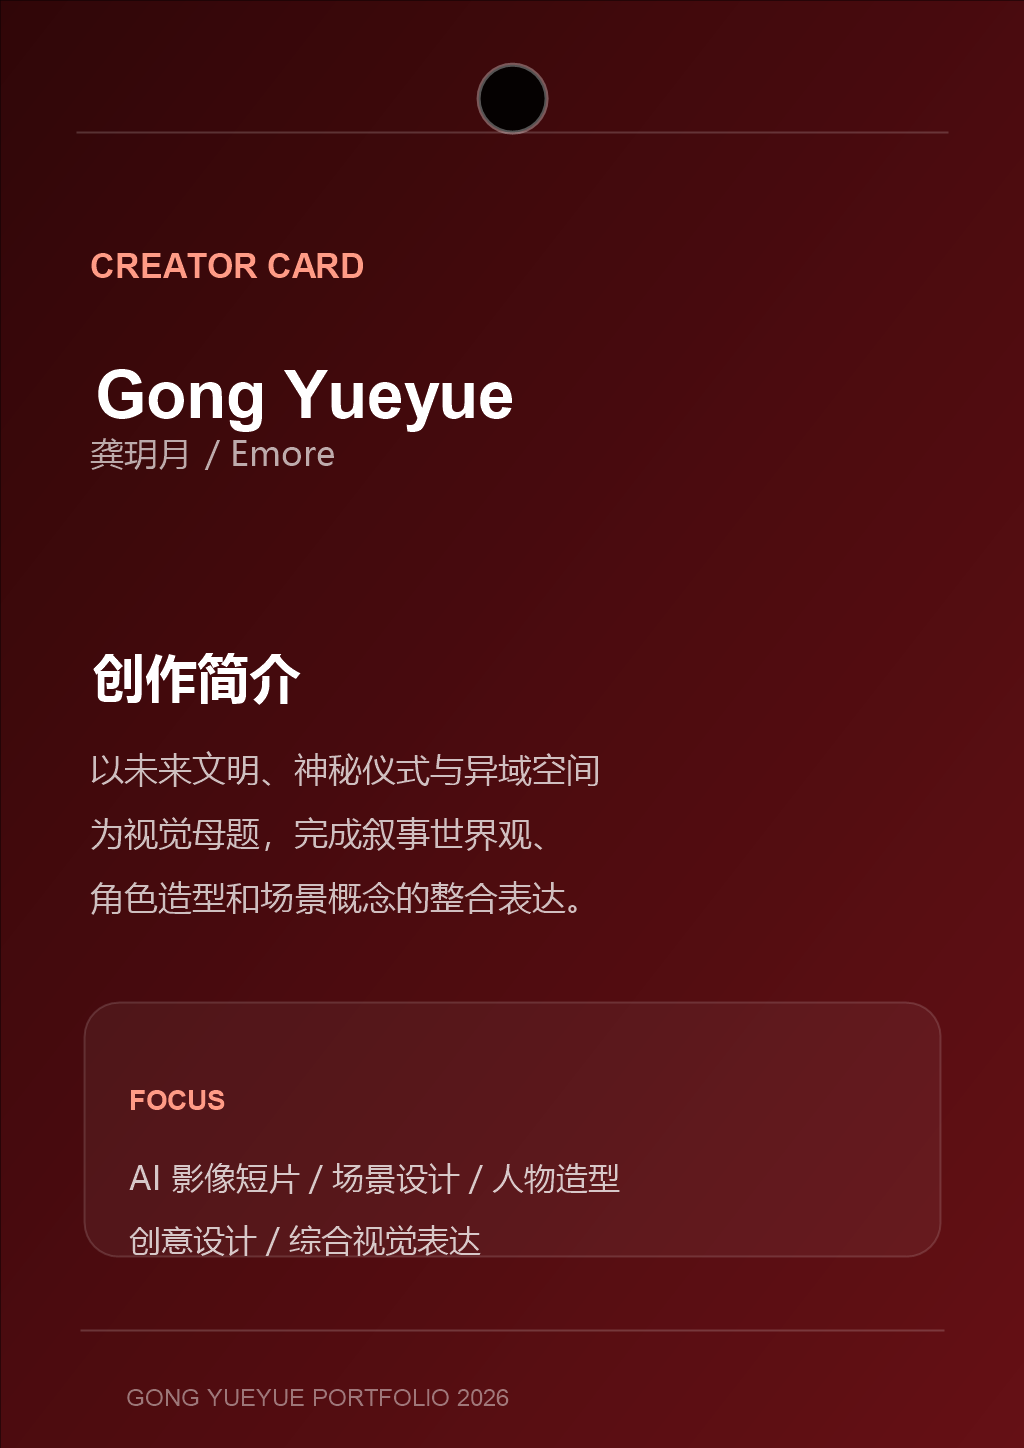 CREATOR CARD
Gong Yueyue
龚玥月 / Emore
创作简介
以未来文明、神秘仪式与异域空间
为视觉母题，完成叙事世界观、
角色造型和场景概念的整合表达。
FOCUS
AI 影像短片 / 场景设计 / 人物造型
创意设计 / 综合视觉表达
GONG YUEYUE PORTFOLIO 2026